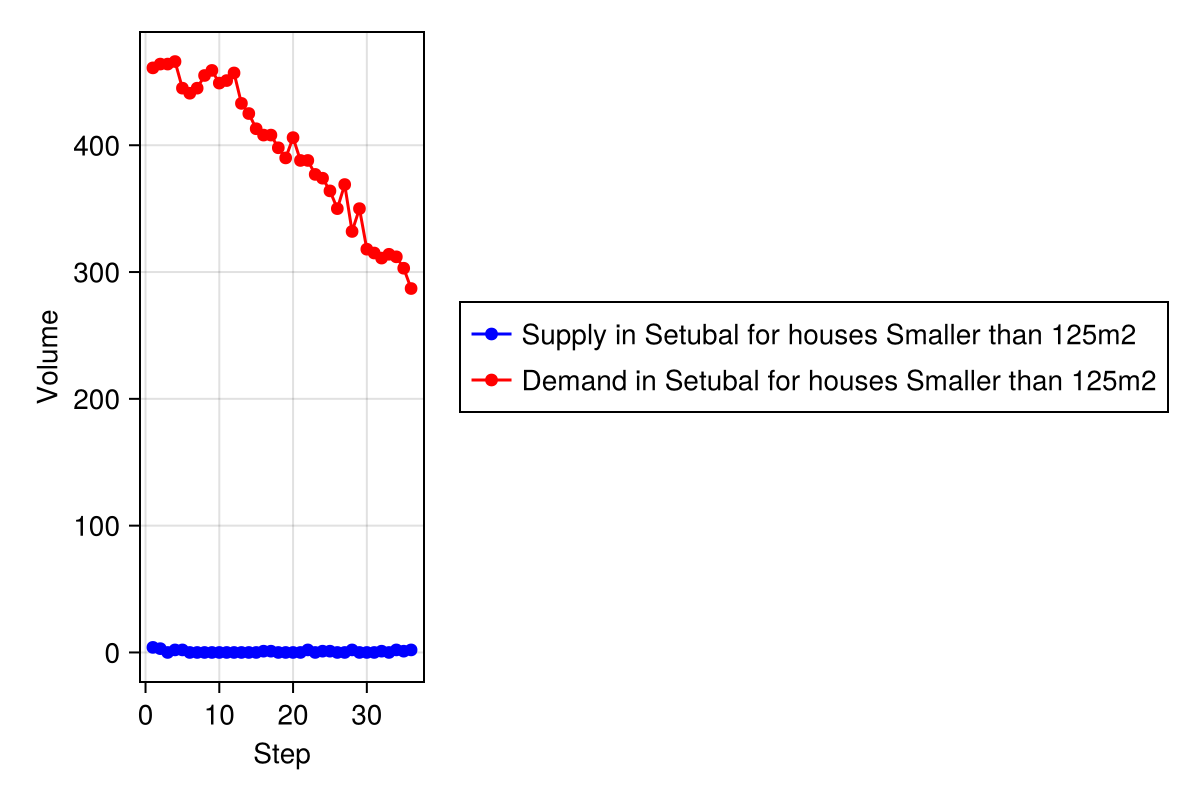 Volume
400
300
200
100
0
0 10 20 30
Step
Supply in Setubal for houses Smaller than 125m2
Demand in Setubal for houses Smaller than 125m2